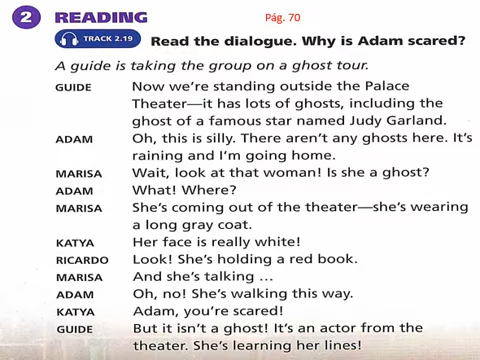 2 READING Pág. 70
TRACK 2.19 Read the dialogue. Why is Adam scared?
A guide is taking the group on a ghost tour.
GUIDE Now we're standing outside the Palace
Theater—it has lots of ghosts, including the
ghost of a famous star named Judy Garland.
ADAM Oh, this is silly. There aren't any ghosts here. It's
raining and I'm going home.
MARISA Wait, look at that woman! Is she a ghost?
ADAM What! Where?
MARISA She's coming out of the theater—she's wearing
a long gray coat.
KATYA Her face is really white!
RICARDO Look! She's holding a red book.
MARISA And she's talking ...
ADAM Oh, no! She's walking this way.
KATYA Adam, you're scared!
GUIDE But it isn't a ghost! It's an actor from the
theater. She's learning her lines!